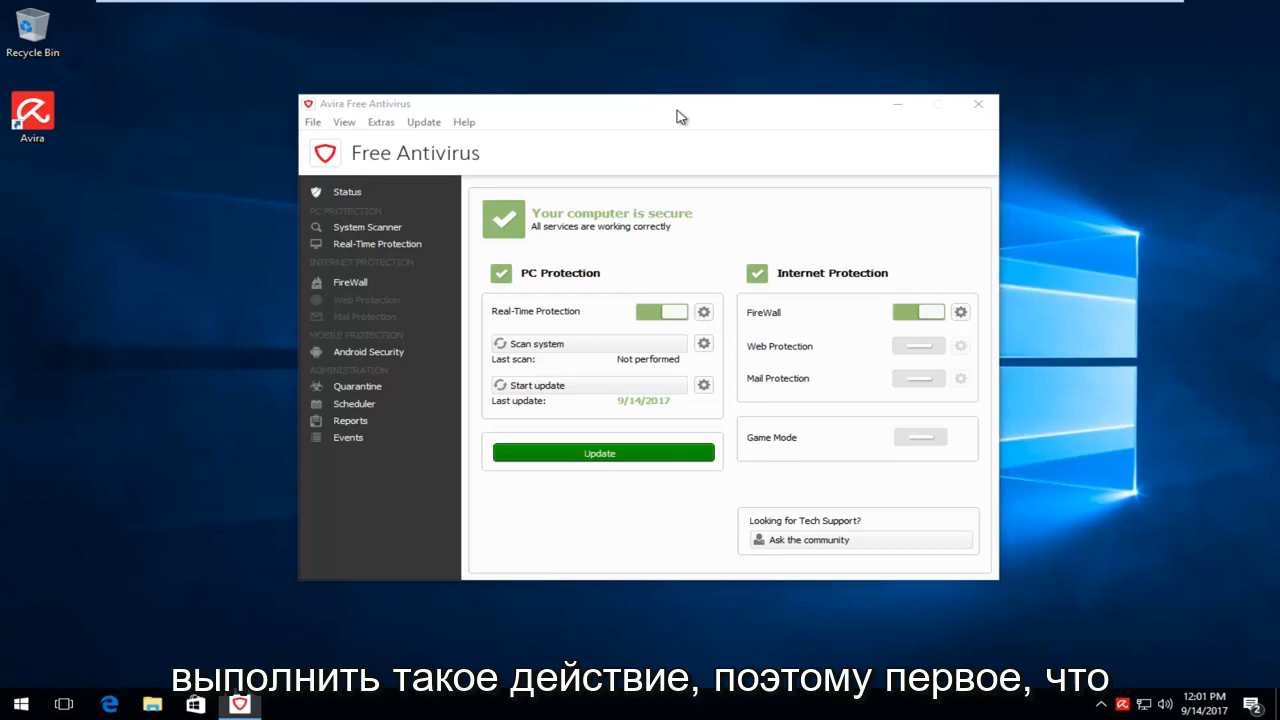 Recycle Bin
Avira
Avira Free Antivirus
File View Extras Update Help
Free Antivirus
Status
PC PROTECTION
System Scanner
Real-Time Protection
INTERNET PROTECTION
FireWall
Web Protection
Mail Protection
MOBILE PROTECTION
Android Security
ADMINISTRATION
Quarantine
Scheduler
Reports
Events
Your computer is secure
All services are working correctly
PC Protection
Real-Time Protection
Scan system
Last scan: Not performed
Start update
Last update: 9/14/2017
Update
Internet Protection
FireWall
Web Protection
Mail Protection
Game Mode
Looking for Tech Support?
Ask the community
выполнить такое действие, поэтому первое, что
12:01 PM
9/14/2017
2